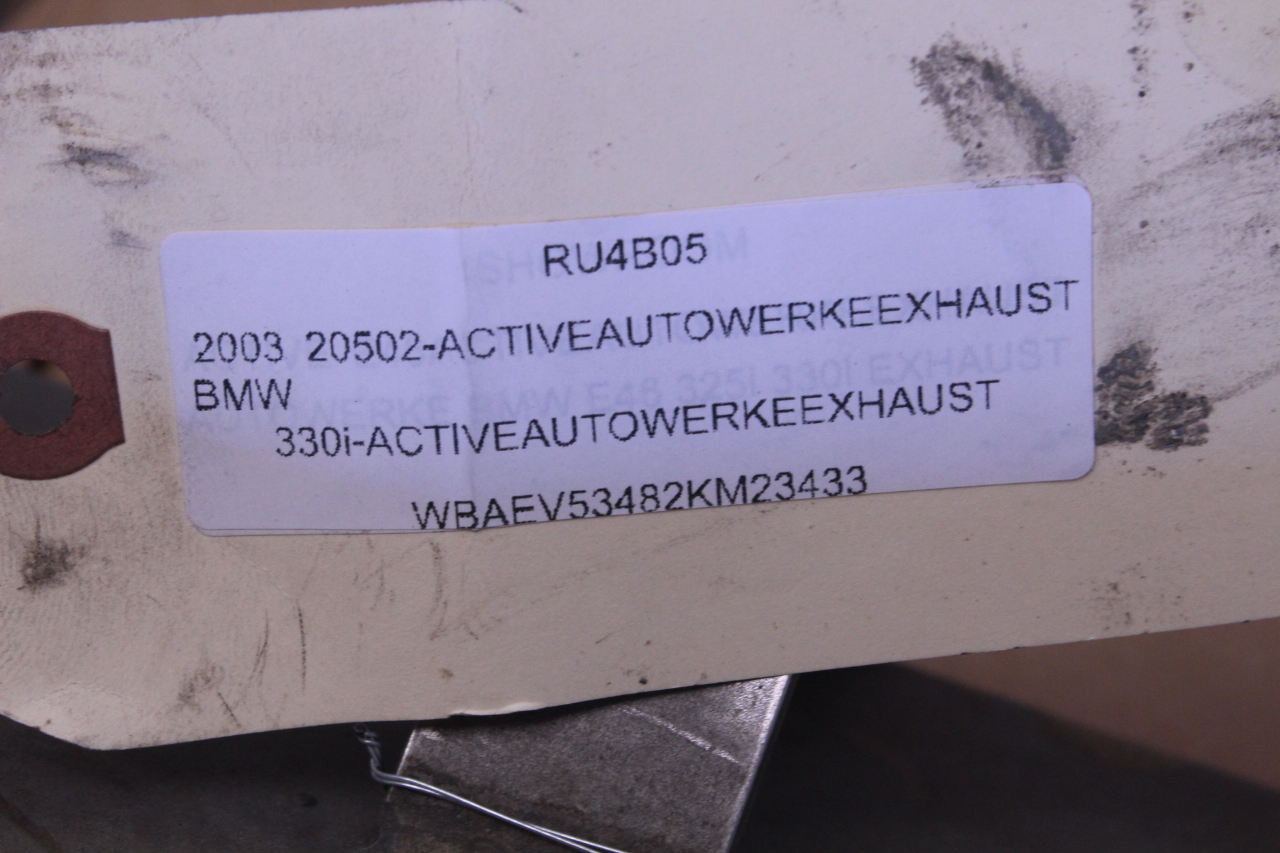 RU4B05
2003 20502-ACTIVEAUTOWERKEEXHAUST
BMW
330i-ACTIVEAUTOWERKEEXHAUST
WBAEV53482KM23433